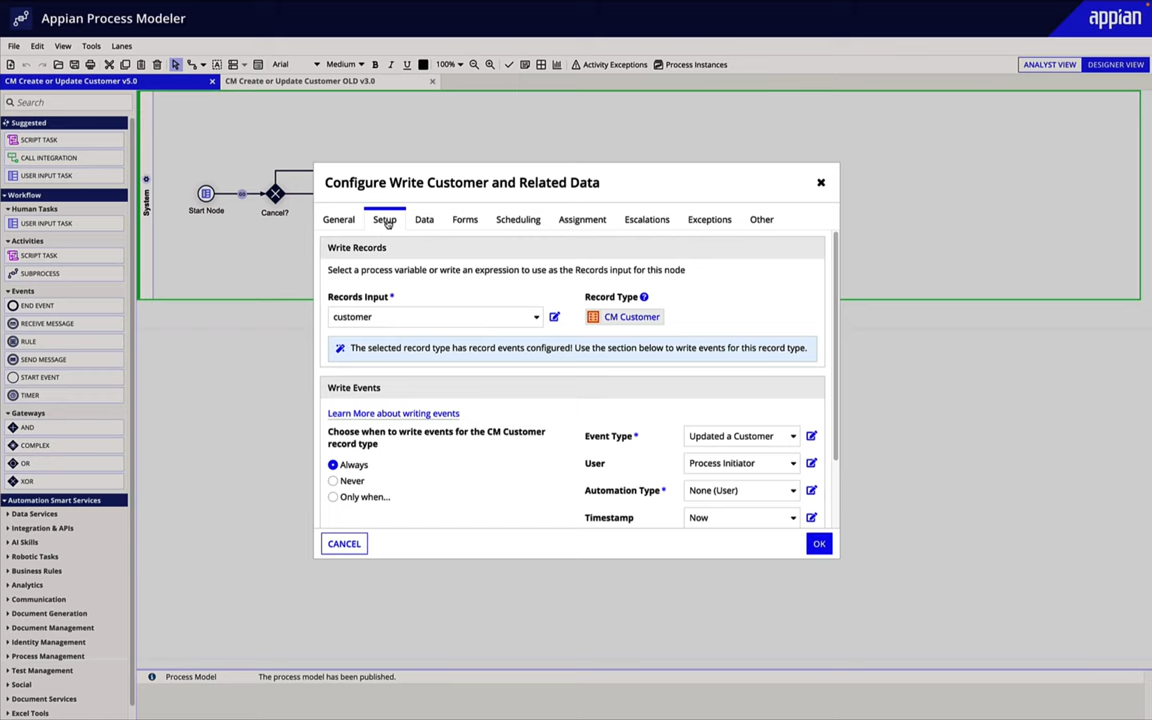 Appian Process Modeler
appian
File Edit View Tools Lanes
Arial Medium B I U 100% Activity Exceptions Process Instances ANALYST VIEW DESIGNER VIEW
CM Create or Update Customer v5.0 CM Create or Update Customer OLD v3.0
Search
Suggested
SCRIPT TASK
CALL INTEGRATION
USER INPUT TASK
Workflow
Human Tasks
USER INPUT TASK
Activities
SCRIPT TASK
SUBPROCESS
Events
END EVENT
RECEIVE MESSAGE
RULE
SEND MESSAGE
START EVENT
TIMER
Gateways
AND
COMPLEX
OR
XOR
Automation Smart Services
Data Services
Integration & APIs
AI Skills
Robotic Tasks
Business Rules
Analytics
Communication
Document Generation
Document Management
Identity Management
Process Management
Test Management
Social
Document Services
Excel Tools
System
Start Node
Cancel?
Configure Write Customer and Related Data
General Setup Data Forms Scheduling Assignment Escalations Exceptions Other
Write Records
Select a process variable or write an expression to use as the Records input for this node
Records Input * Record Type
customer CM Customer
The selected record type has record events configured! Use the section below to write events for this record type.
Write Events
Learn More about writing events
Choose when to write events for the CM Customer
record type
Always
Never
Only when...
Event Type * Updated a Customer
User Process Initiator
Automation Type * None (User)
Timestamp Now
CANCEL OK
Process Model The process model has been published.